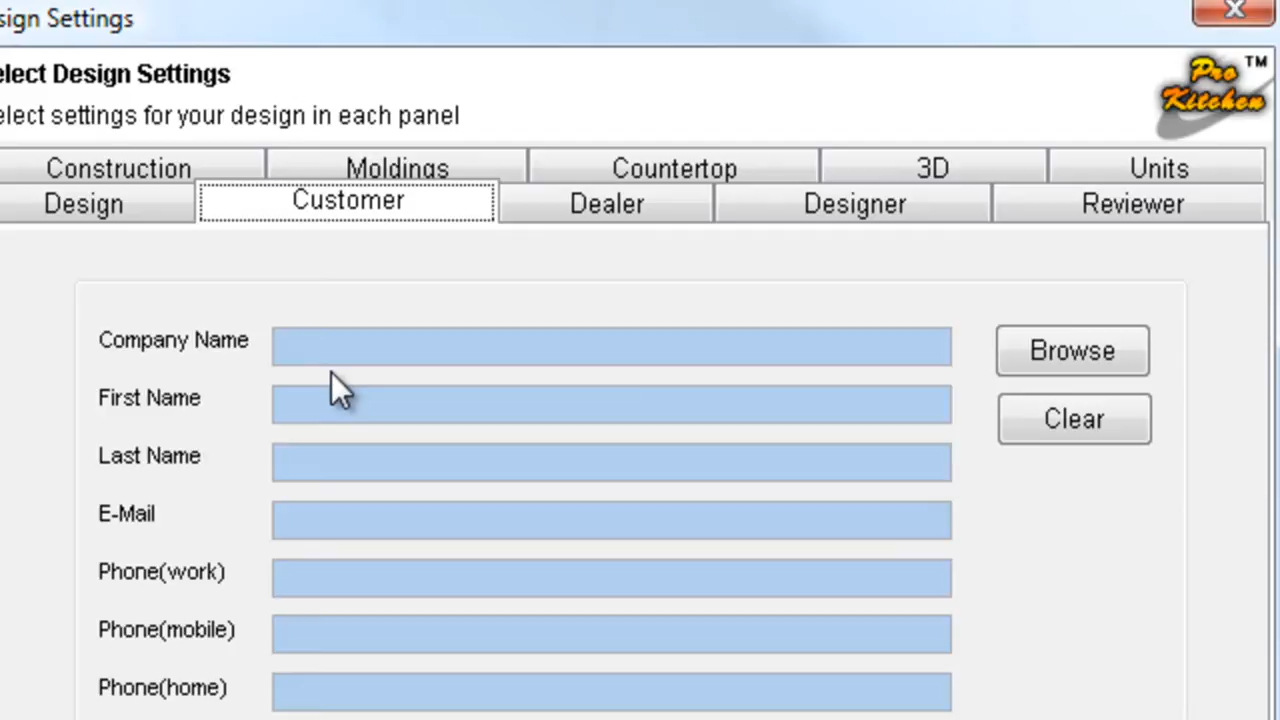 sign Settings
elect Design Settings
elect settings for your design in each panel
Pro Kitchen TM
Construction Moldings Countertop 3D Units
Design Customer Dealer Designer Reviewer
Company Name Browse
First Name
Clear
Last Name
E-Mail
Phone(work)
Phone(mobile)
Phone(home)